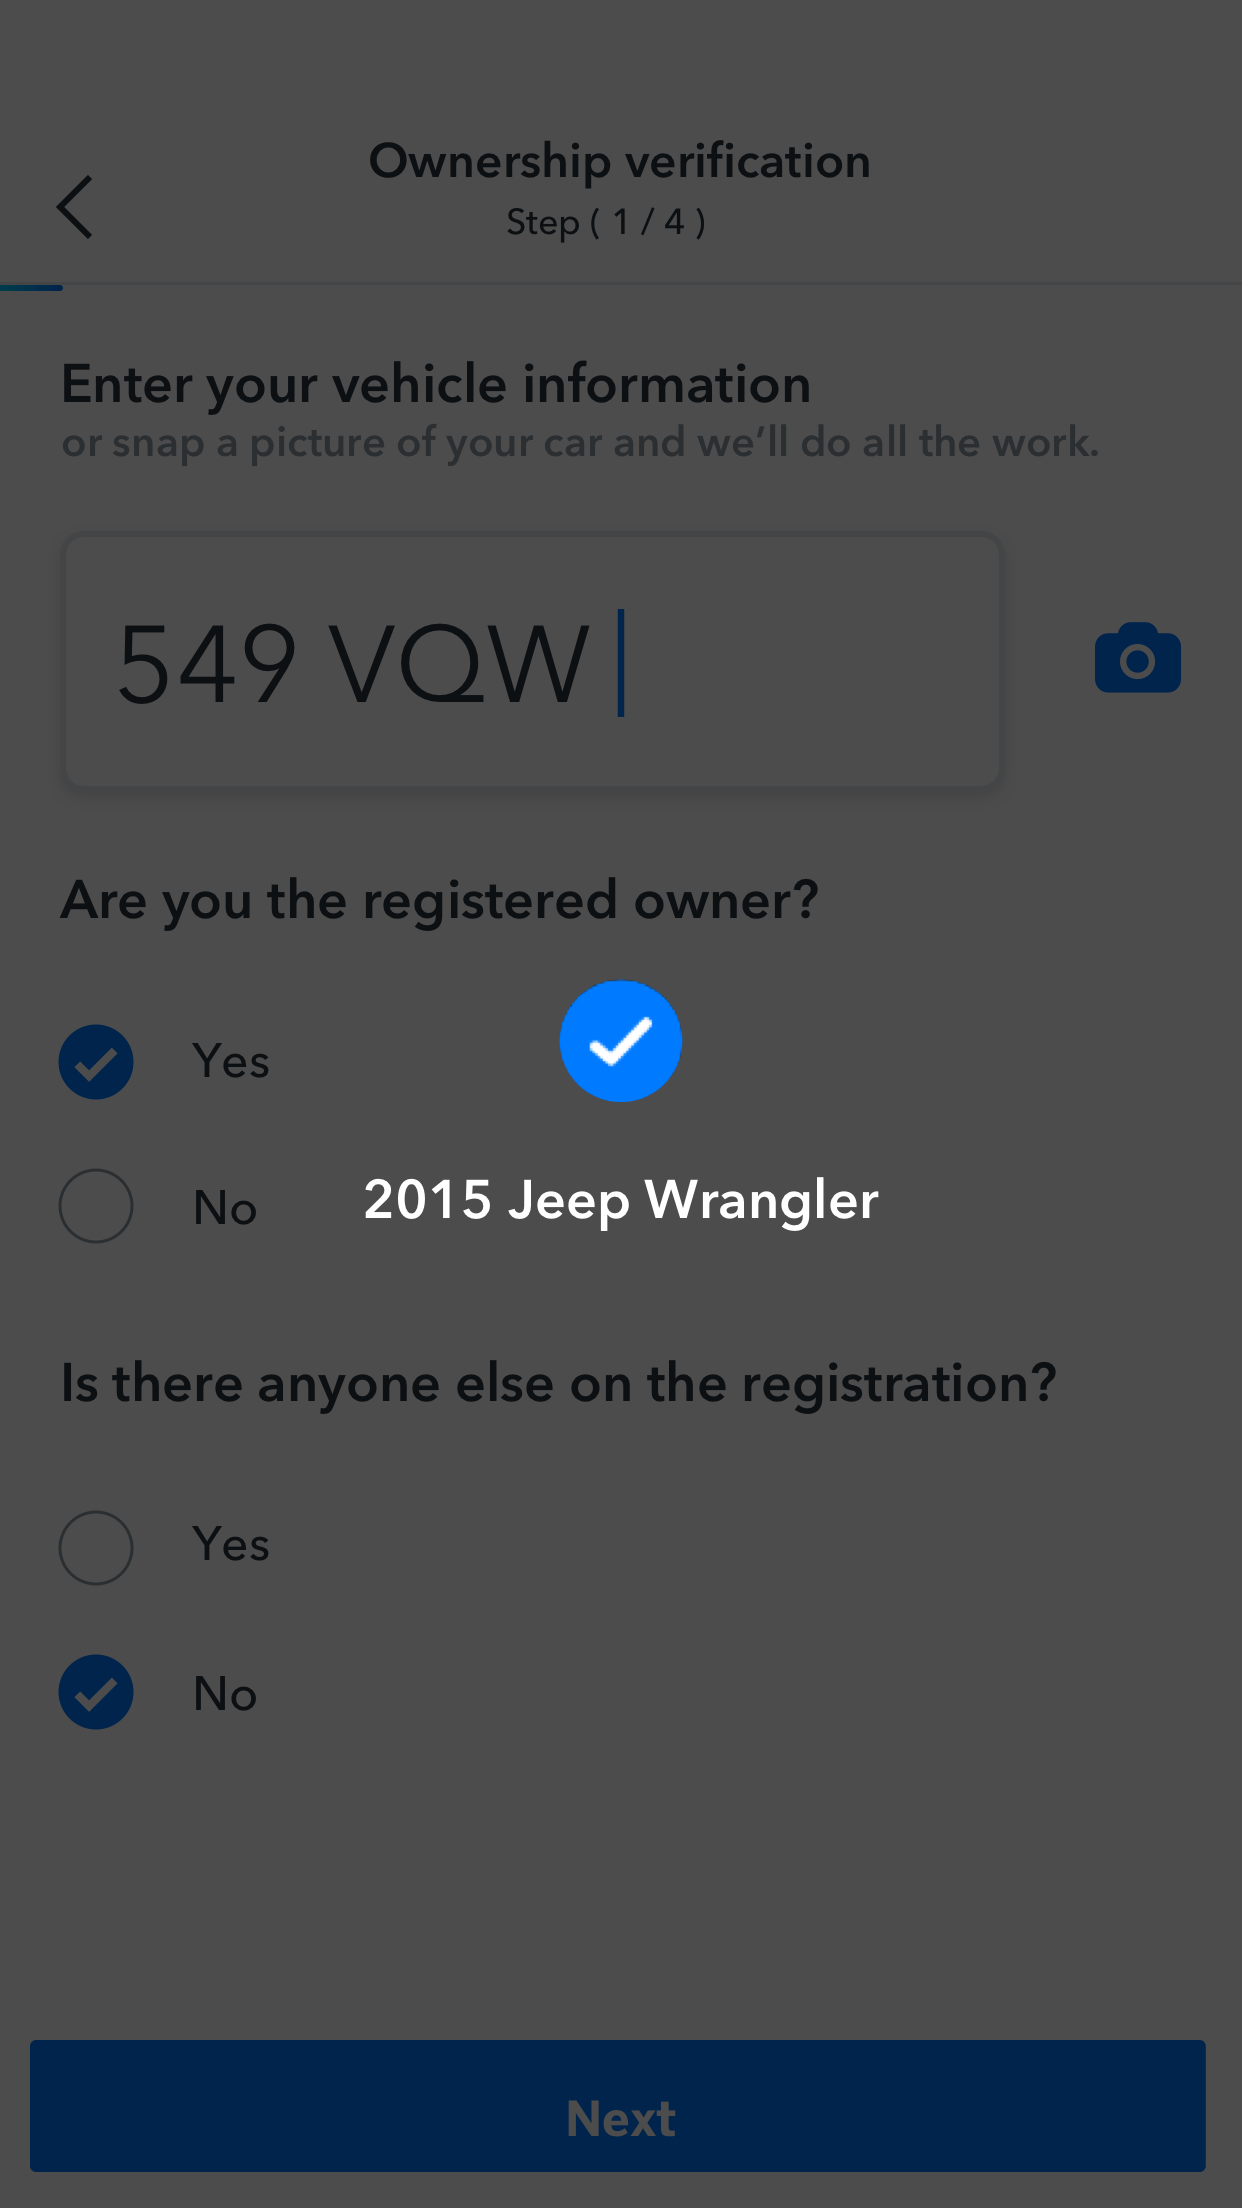 Ownership verification
Step ( 1 / 4 )
Enter your vehicle information
or snap a picture of your car and we’ll do all the work.
549 VQW
Are you the registered owner?
Yes
No
2015 Jeep Wrangler
Is there anyone else on the registration?
Yes
No
Next